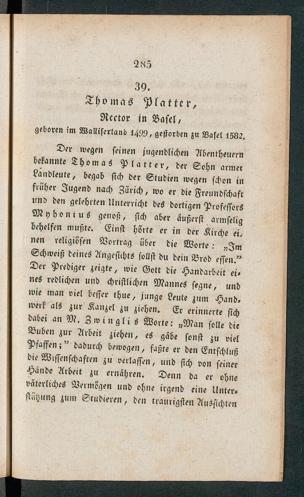 285
39.
Thomas Platter,
Rector in Basel,
geboren im Walliserland 1499, gestorben zu Basel 1582.
Der wegen seinen jugendlichen Abentheuern
bekannte Thomas Platter, der Sohn armer
Landleute, begab sich der Studien wegen schon in
früher Jugend nach Zürich, wo er die Freundschaft
und den gelehrten Unterricht des dortigen Professors
Myconius genoß, sich aber äußerst armselig
behelfen mußte. Einst hörte er in der Kirche ei-
nen religiösen Vortrag über die Worte: „Im
Schweiß deines Angesichts sollst du dein Brod essen.“
Der Prediger zeigte, wie Gott die Handarbeit ei-
nes redlichen und christlichen Mannes segne, und
wie man viel besser thue, junge Leute zum Hand-
werk als zur Kanzel zu ziehen. Er erinnerte sich
dabei an M. Zwinglis Worte: „Man solle die
Buben zur Arbeit ziehen, es gäbe sonst zu viel
Pfaffen;“ dadurch bewogen, faßte er den Entschluß
die Wissenschaften zu verlassen, und sich von seiner
Hände Arbeit zu ernähren. Denn da er ohne
väterliches Vermögen und ohne irgend eine Unter-
stützung zum Studieren, den traurigsten Aussichten